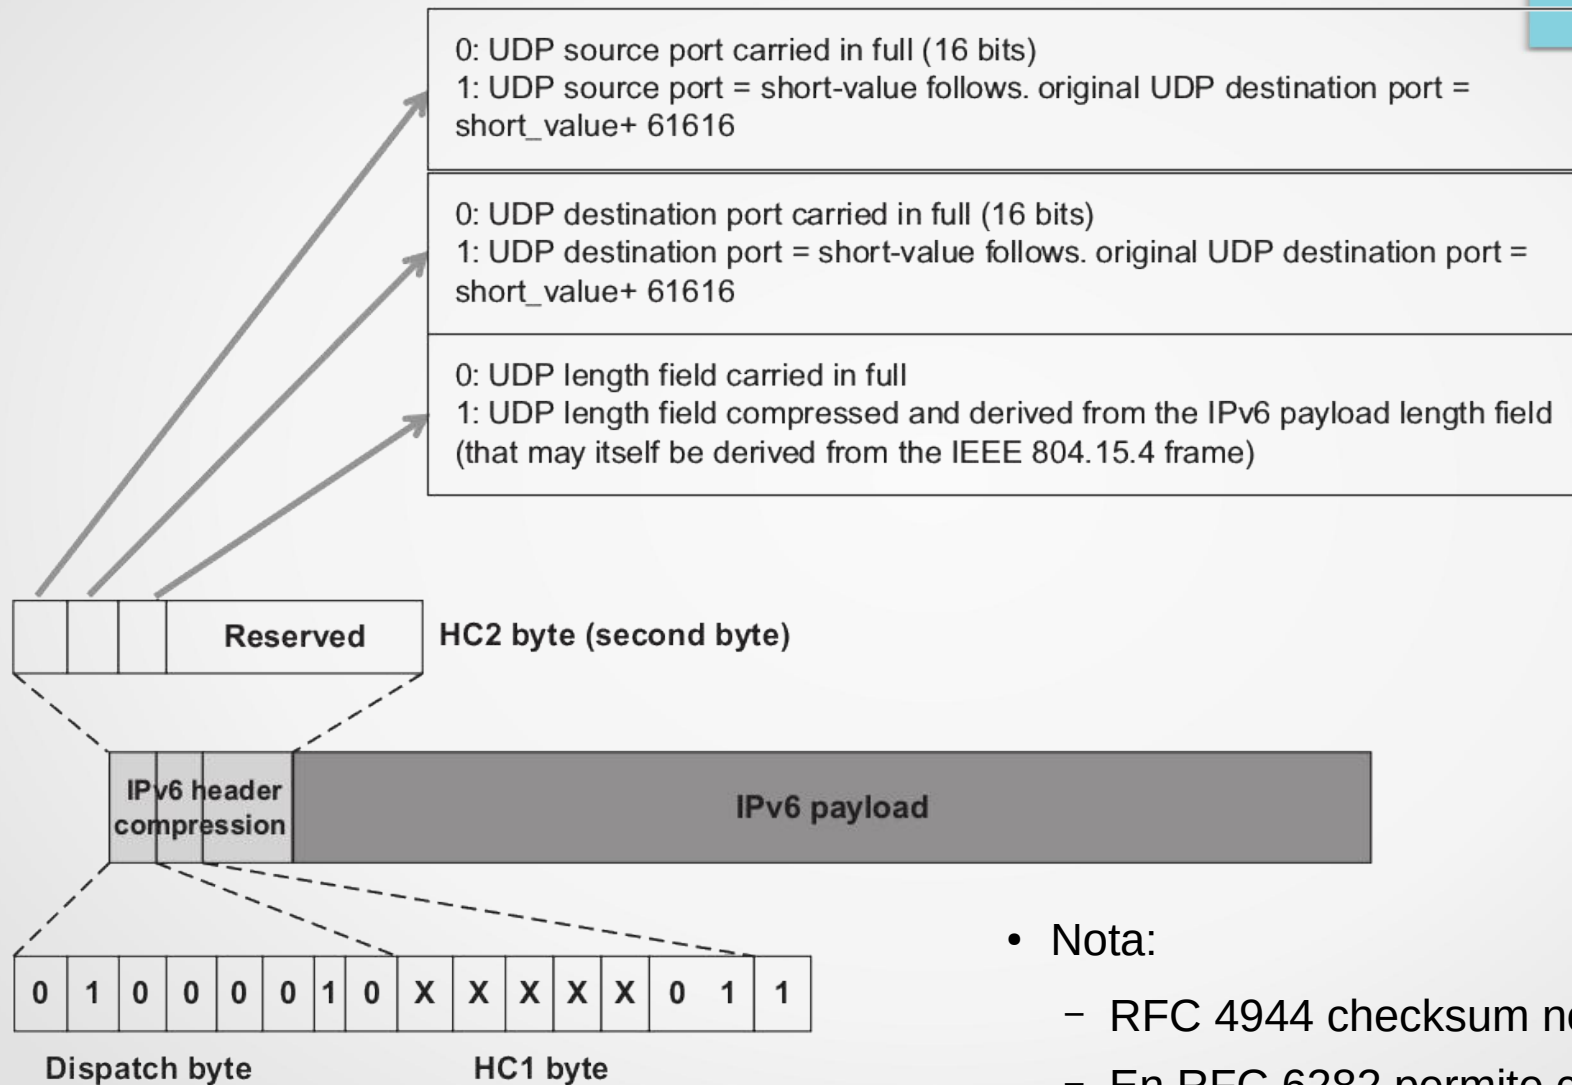 0: UDP source port carried in full (16 bits)
1: UDP source port = short-value follows. original UDP destination port =
short_value+ 61616
0: UDP destination port carried in full (16 bits)
1: UDP destination port = short-value follows. original UDP destination port =
short_value+ 61616
0: UDP length field carried in full
1: UDP length field compressed and derived from the IPv6 payload length field
(that may itself be derived from the IEEE 804.15.4 frame)
Reserved
HC2 byte (second byte)
IPv6 header
compression
IPv6 payload
0 1 0 0 0 0 1 0 X X X X X 0 1 1
Dispatch byte
HC1 byte
• Nota:
– RFC 4944 checksum
– En RFC 6282 permite